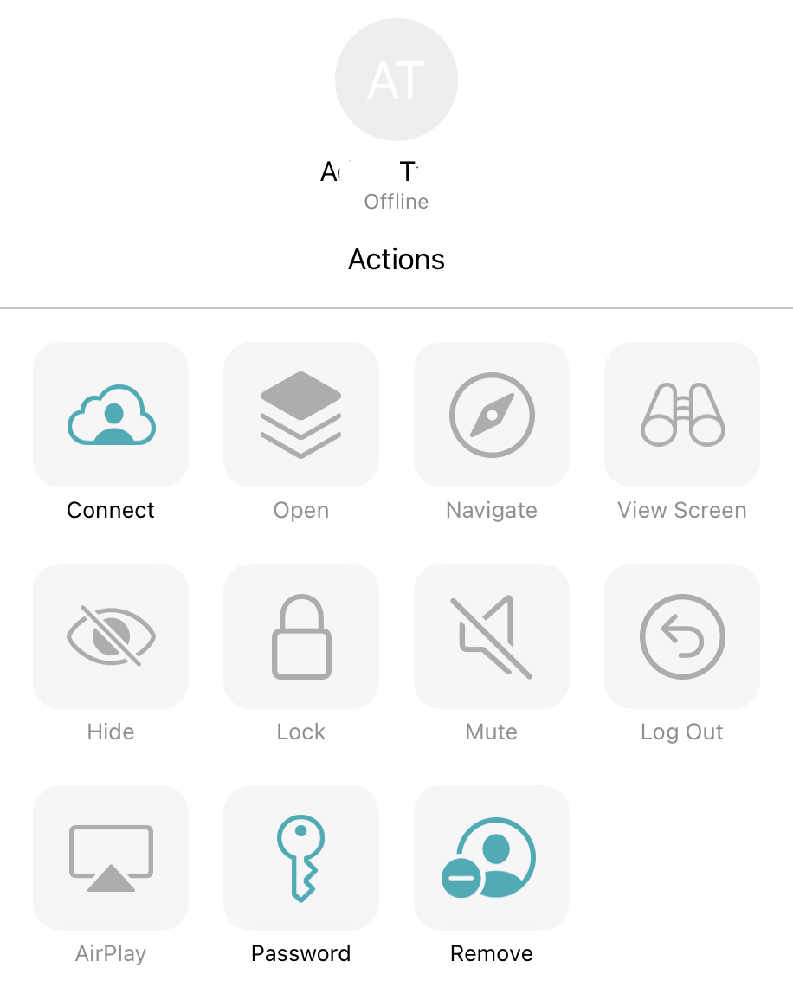 AT
Offline
Actions
Connect Open Navigate View Screen
Hide Lock Mute Log Out
AirPlay Password Remove